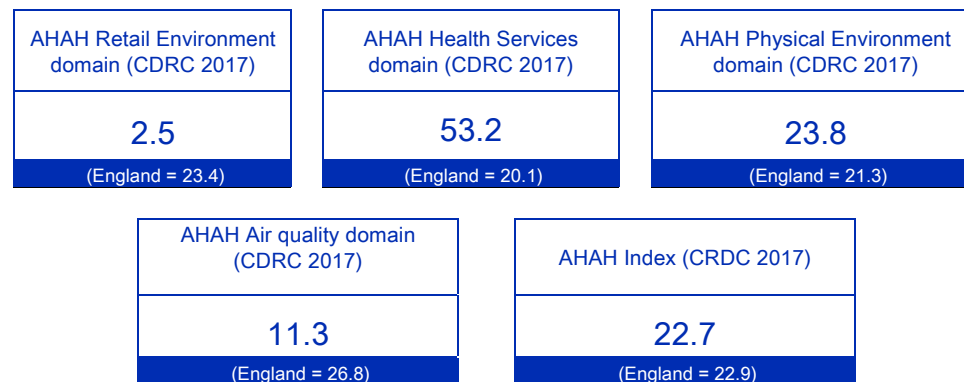 AHAH Retail Environment
domain (CDRC 2017)
2.5
(England = 23.4)
AHAH Health Services
domain (CDRC 2017)
53.2
(England = 20.1)
AHAH Physical Environment
domain (CDRC 2017)
23.8
(England = 21.3)
AHAH Air quality domain
(CDRC 2017)
11.3
(England = 26.8)
AHAH Index (CRDC 2017)
22.7
(England = 22.9)